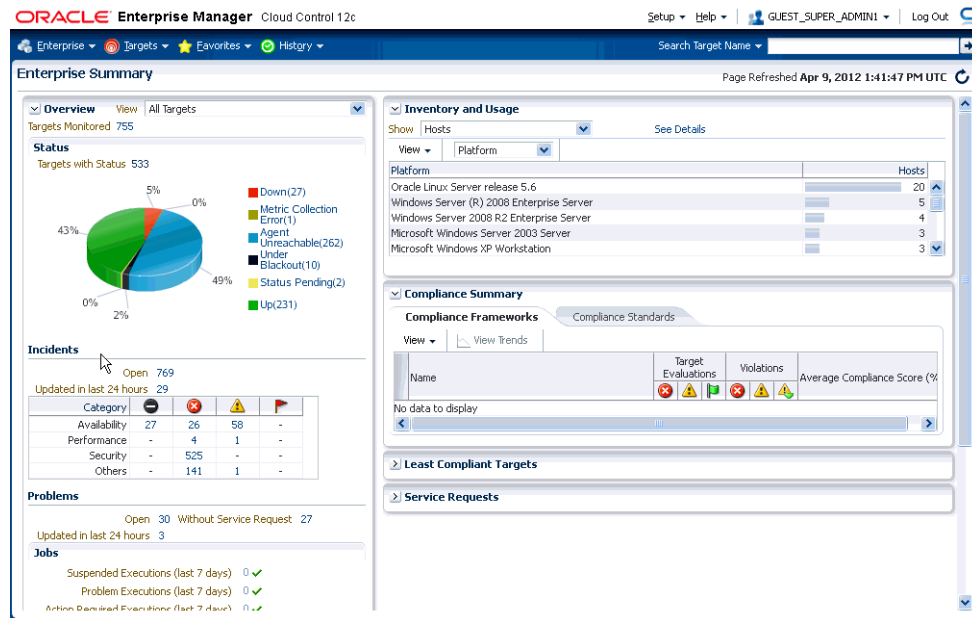 ORACLE Enterprise Manager Cloud Control 12c
Setup Help GUEST_SUPER_ADMIN1 Log Out
Enterprise Targets Favorites History Search Target Name
Enterprise Summary
Page Refreshed Apr 9, 2012 1:41:47 PM UTC
Overview View All Targets
Targets Monitored 755
Status
Targets with Status 533
5%
0%
43%
49%
0%
2%
Down(27)
Metric Collection
Error(1)
Agent
Unreachable(262)
Under
Blackout(10)
Status Pending(2)
Up(231)
Incidents
Open 769
Updated in last 24 hours 29
Category
Availability 27 26 58 -
Performance - 4 1 -
Security - 525 - -
Others - 141 1 -
Problems
Open 30 Without Service Request 27
Updated in last 24 hours 3
Jobs
Suspended Executions (last 7 days) 0
Problem Executions (last 7 days) 0
Action Required Executions (last 7 days) 0
Inventory and Usage
Show Hosts See Details
View Platform
Platform Hosts
Oracle Linux Server release 5.6 20
Windows Server (R) 2008 Enterprise Server 5
Windows Server 2008 R2 Enterprise Server 4
Microsoft Windows Server 2003 Server 3
Microsoft Windows XP Workstation 3
Compliance Summary
Compliance Frameworks Compliance Standards
View View Trends
Name
Target
Evaluations
Violations
Average Compliance Score (%
No data to display
Least Compliant Targets
Service Requests